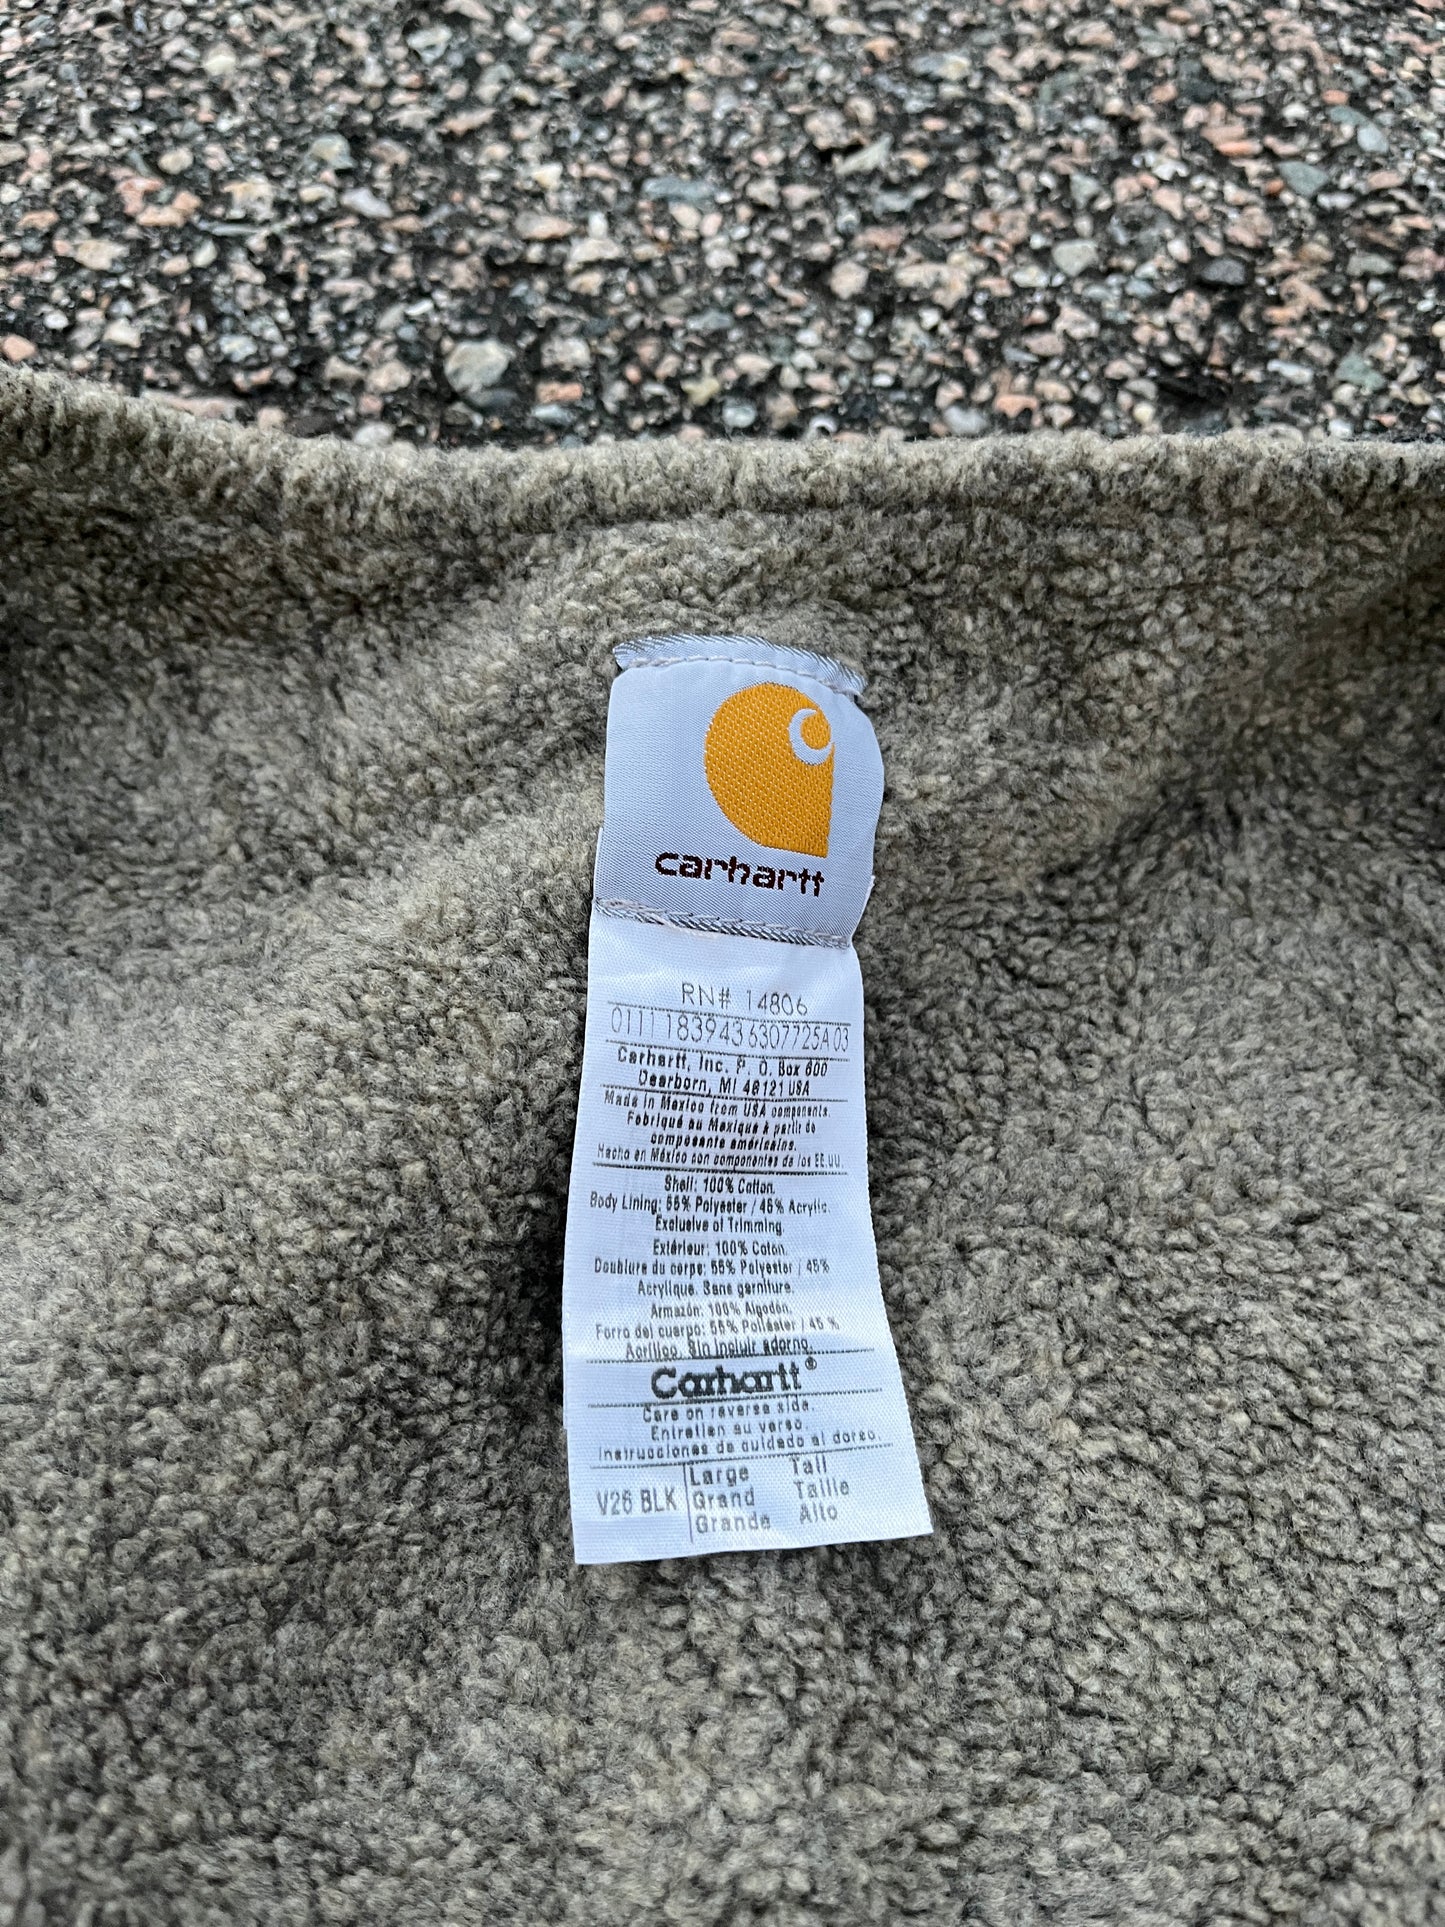 carhartt
RN# 14806
0111 183943 6307725A 03
Carhartt, Inc. P. O. Box 600
Dearborn, MI 48121 USA
Made in Mexico from USA components.
Fabriqué au Mexique à partir de
composants américains.
Hecho en México con componentes de los EE.UU.
Shell: 100% Cotton.
Body Lining: 55% Polyester / 45% Acrylic.
Exclusive of Trimming.
Extérieur: 100% Coton.
Doublure du corps: 55% Polyester / 45%
Acrylique. Sans garniture.
Armazón: 100% Algodón.
Forro del cuerpo: 55% Poliéster / 45 %
Acrílico. Sin incluir adorno.
Carhartt®
Care on reverse side.
Entretien au verso.
Instrucciones de cuidado al dorso.
V26 BLK Large Tall
Grand Taille
Grande Alto